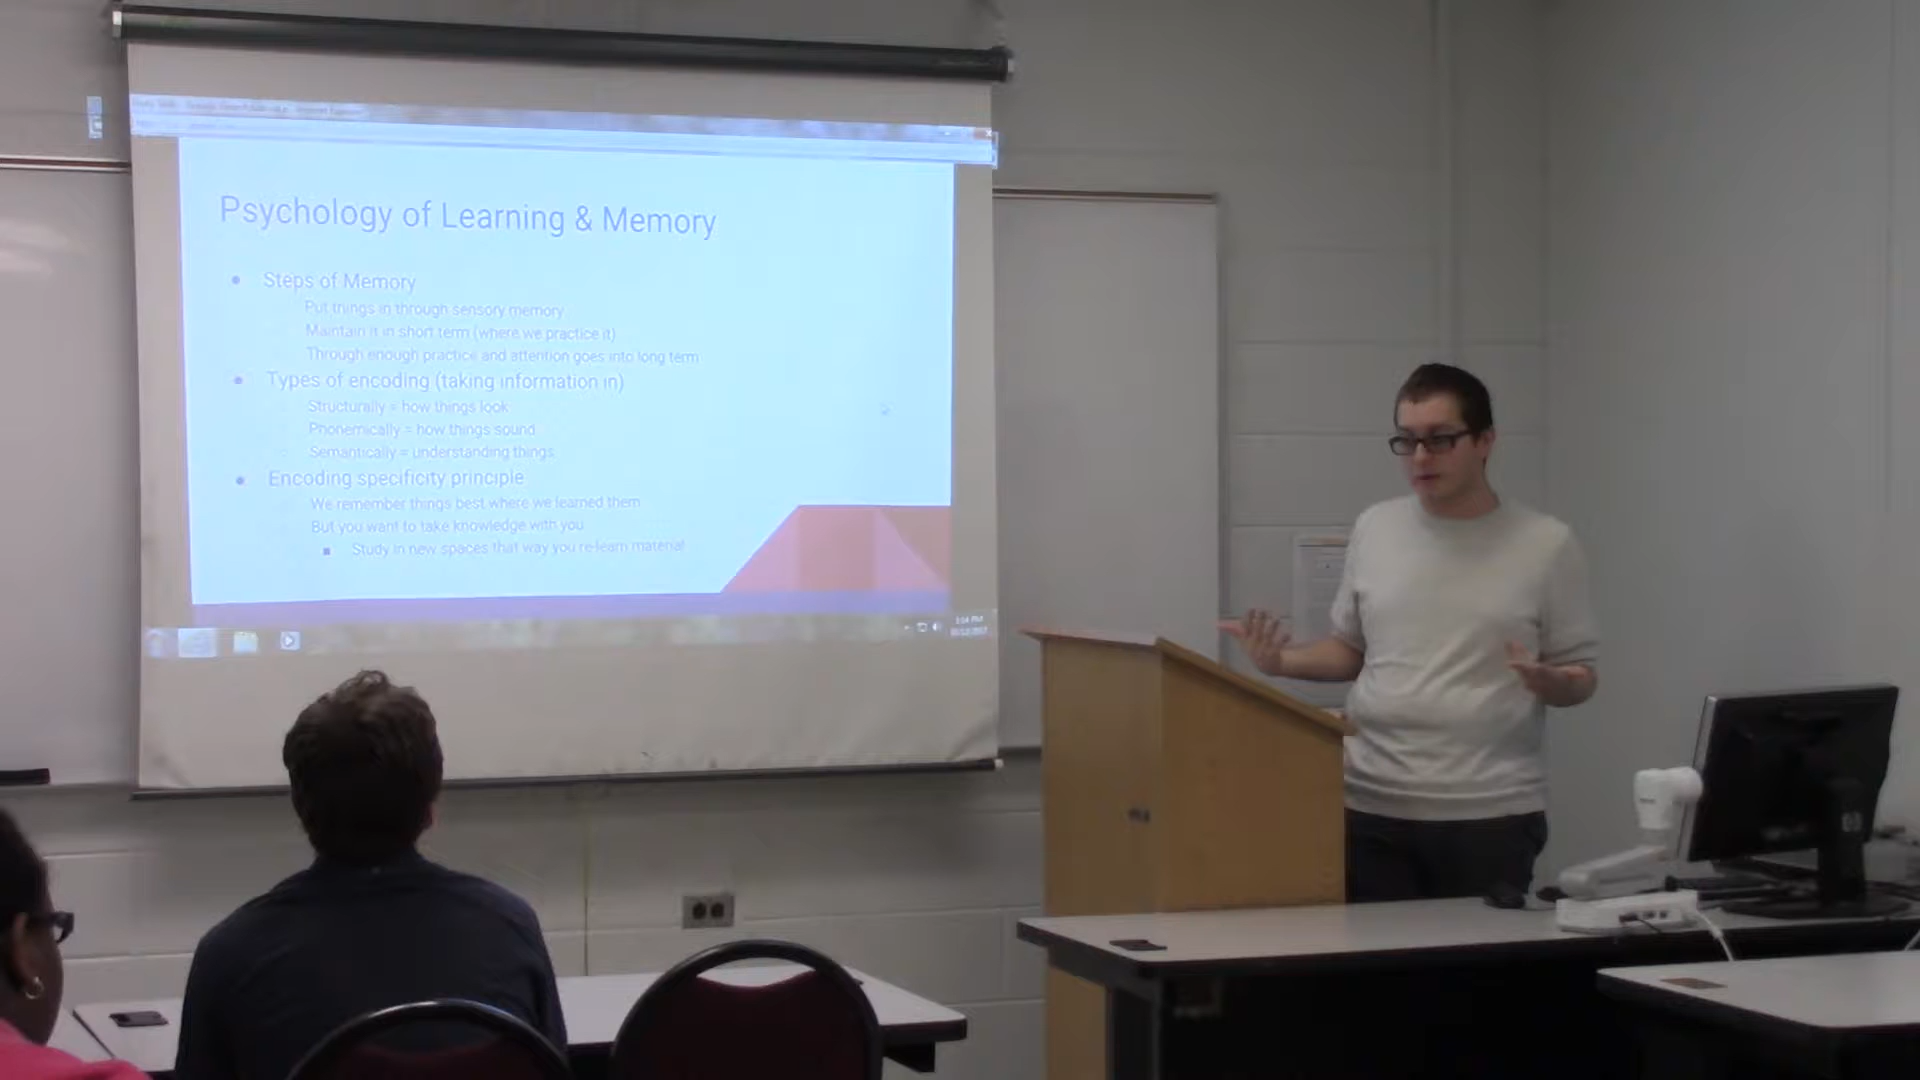 Psychology of Learning & Memory
Steps of Memory
Put things in through sensory memory
Maintain it in short term (where we practice it)
Through enough practice and attention goes into long term
Types of encoding (taking information in)
Structurally = how things look
Phonemically = how things sound
Semantically = understanding things
Encoding specificity principle
We remember things best where we learned them
But you want to take knowledge with you
Study in new spaces that way you re-learn material
hp